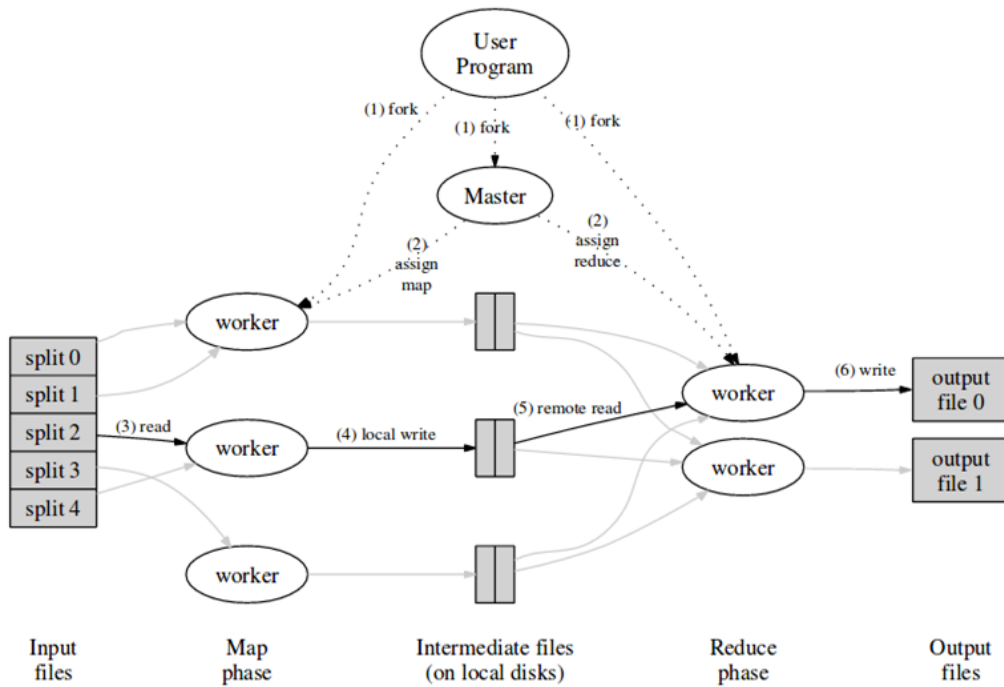 User
Program
(1) fork
(1) fork
(1) fork
Master
(2)
assign
map
(2)
assign
reduce
worker
split 0
split 1
split 2
split 3
split 4
(3) read
worker
(4) local write
worker
(5) remote read
worker
worker
(6) write
output
file 0
output
file 1
Input
files
Map
phase
Intermediate files
(on local disks)
Reduce
phase
Output
files